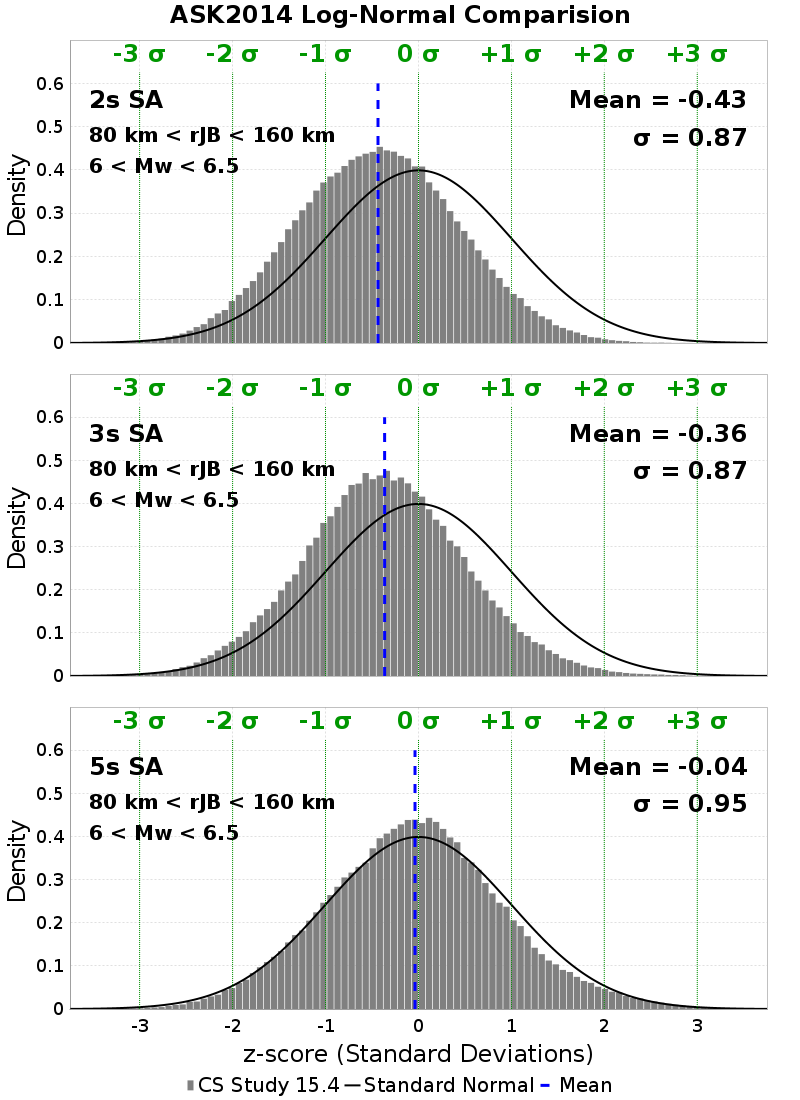 ASK2014 Log-Normal Comparision
-3 σ -2 σ -1 σ 0 σ +1 σ +2 σ +3 σ
0.6
2s SA
Mean = -0.43
0.5
80 km < rJB < 160 km
σ = 0.87
6 < Mw < 6.5
0.4
Density
0.3
0.2
0.1
0
-3 σ -2 σ -1 σ 0 σ +1 σ +2 σ +3 σ
0.6
3s SA
Mean = -0.36
0.5
80 km < rJB < 160 km
σ = 0.87
6 < Mw < 6.5
0.4
Density
0.3
0.2
0.1
0
-3 σ -2 σ -1 σ 0 σ +1 σ +2 σ +3 σ
0.6
5s SA
Mean = -0.04
0.5
80 km < rJB < 160 km
σ = 0.95
6 < Mw < 6.5
0.4
Density
0.3
0.2
0.1
0
-3 -2 -1 0 1 2 3
z-score (Standard Deviations)
CS Study 15.4 Standard Normal Mean